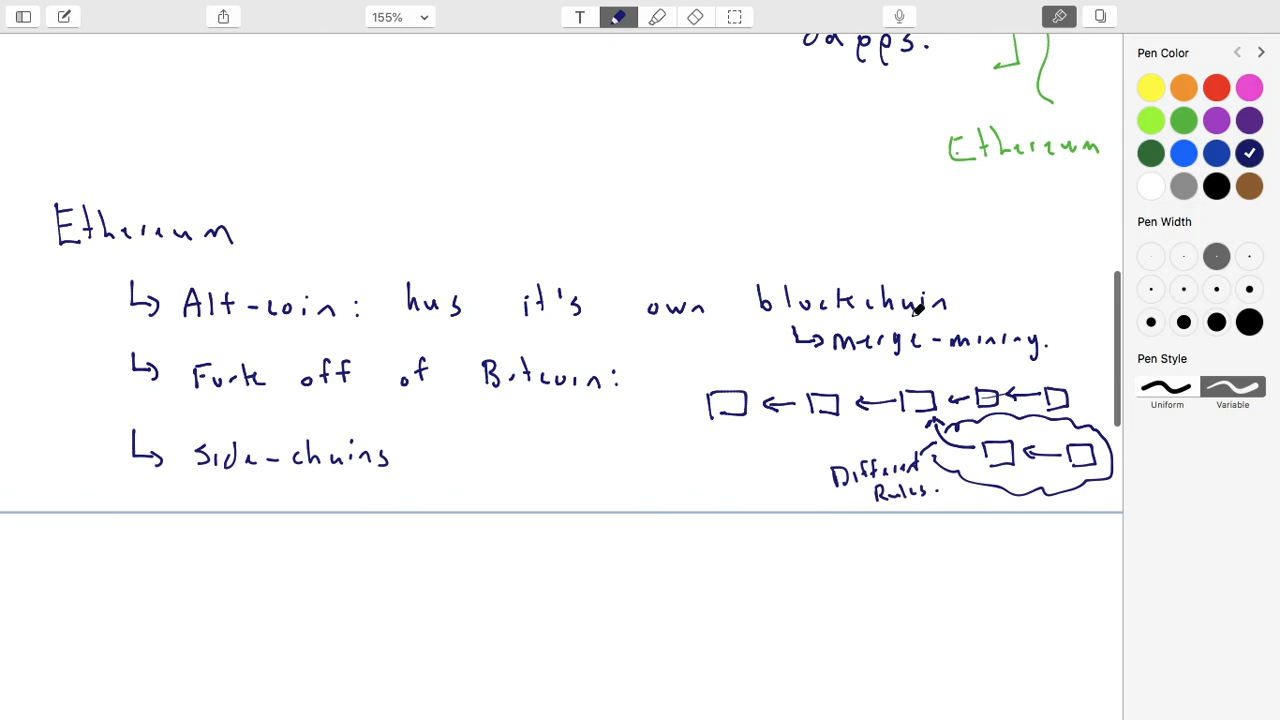 155%
T
Pen Color
Dapps.
Ethereum
Ethereum
Alt-coin: has it's own blockchain
merge-mining.
Fork off of Bitcoin:
Side-chains
Different
Rules.
Pen Width
Pen Style
Uniform
Variable